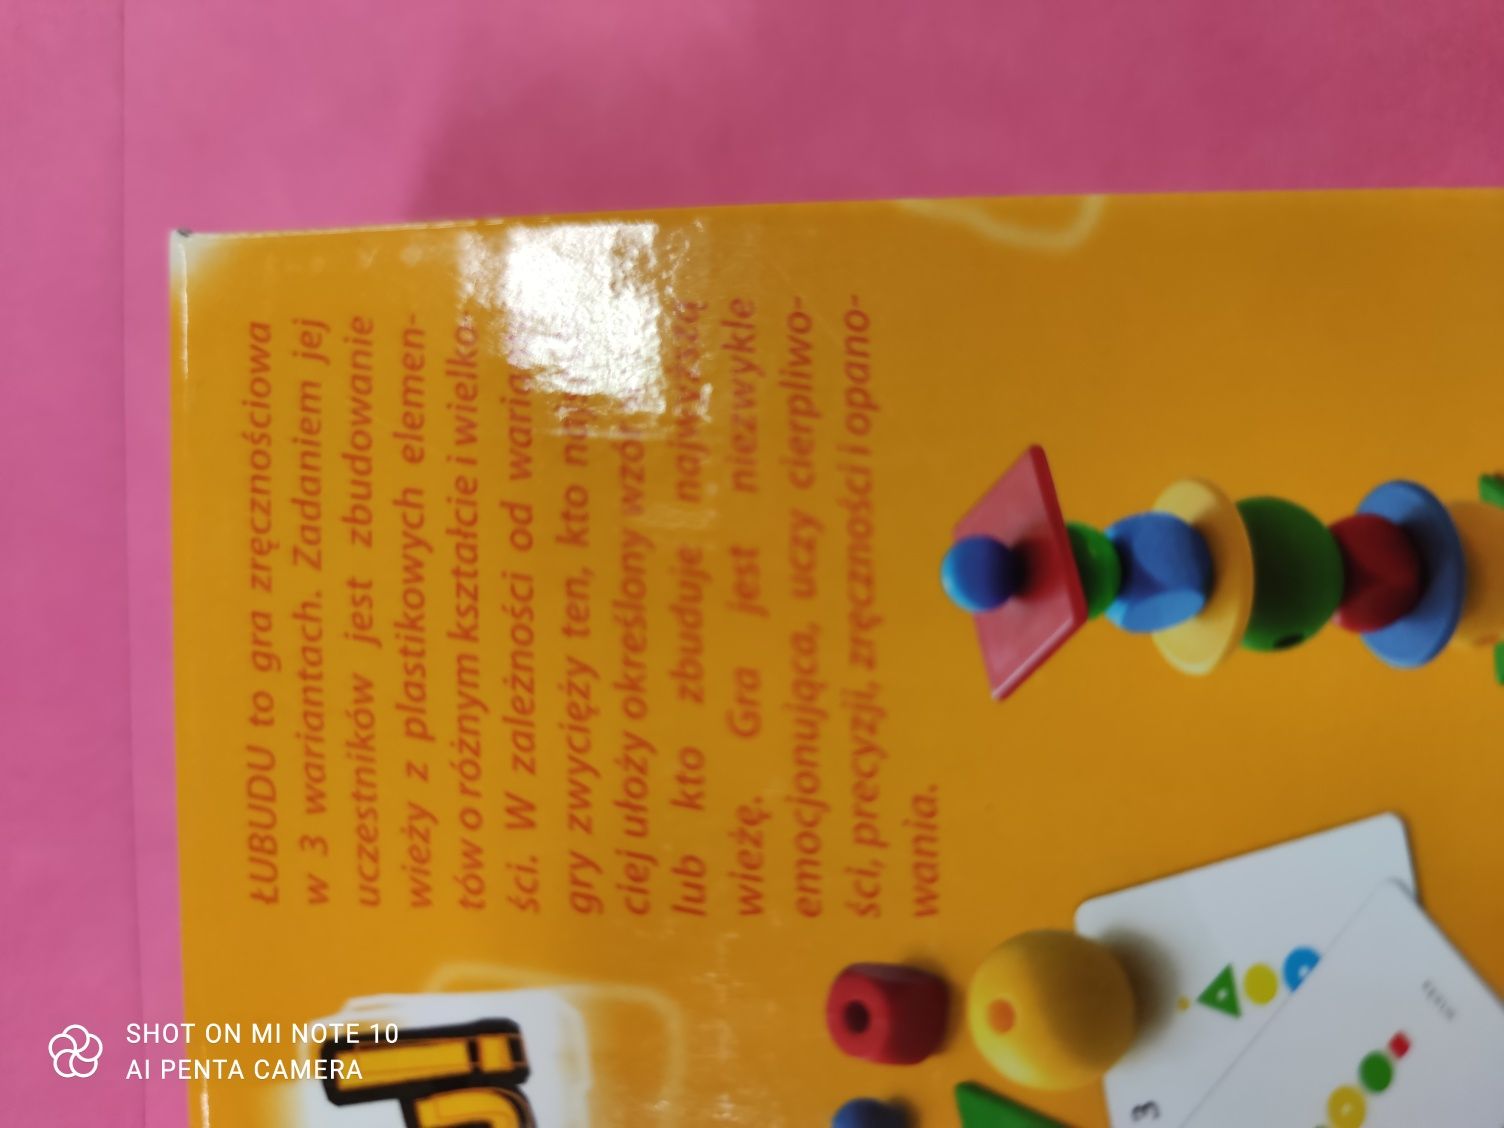 ŁUBUDU to gra zręcznościowa
w 3 wariantach. Zadaniem jej
uczestników jest zbudowanie
wieży z plastikowych elemen-
tów o różnym kształcie i wielko-
ści. W zależności od
gry zwycięży ten, kto
ciej ułoży określony
lub kto zbuduje najwyższą
wieżę. Gra jest niezwykle
emocjonująca, uczy cierpliwo-
ści, precyzji, zręczności i opano-
wania.
3
SHOT ON MI NOTE 10
AI PENTA CAMERA